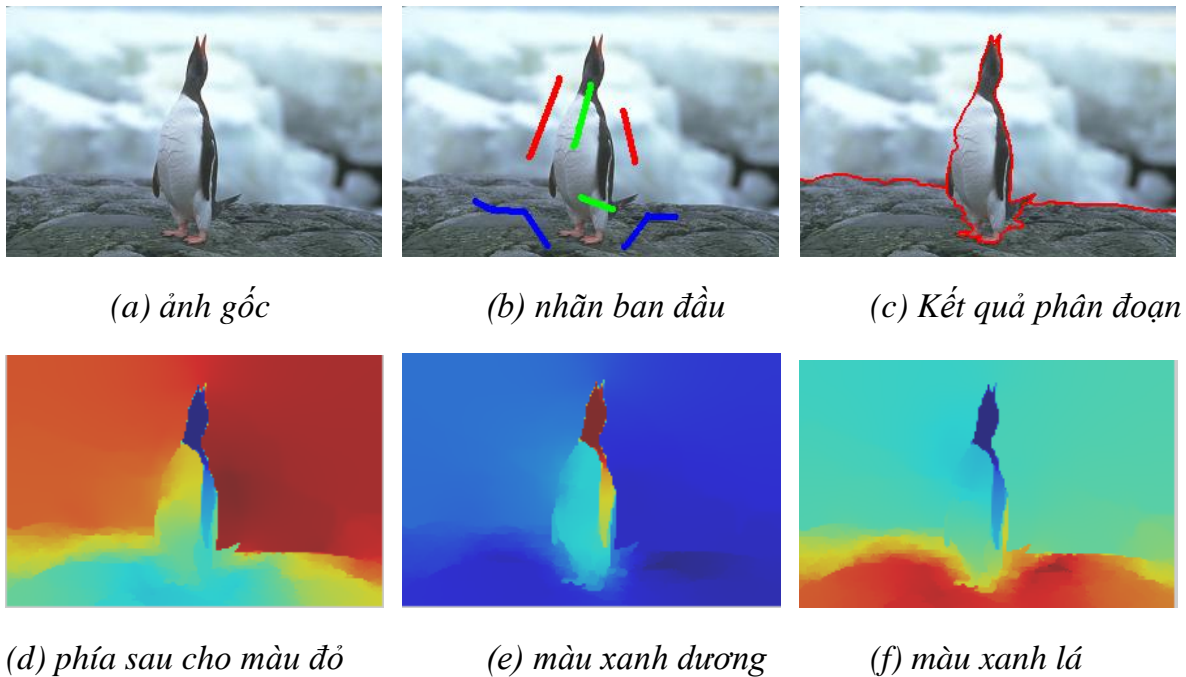 (a) ảnh gốc
(b) nhãn ban đầu
(c) Kết quả phân đoạn
(d) phía sau cho màu đỏ
(e) màu xanh dương
(f) màu xanh lá